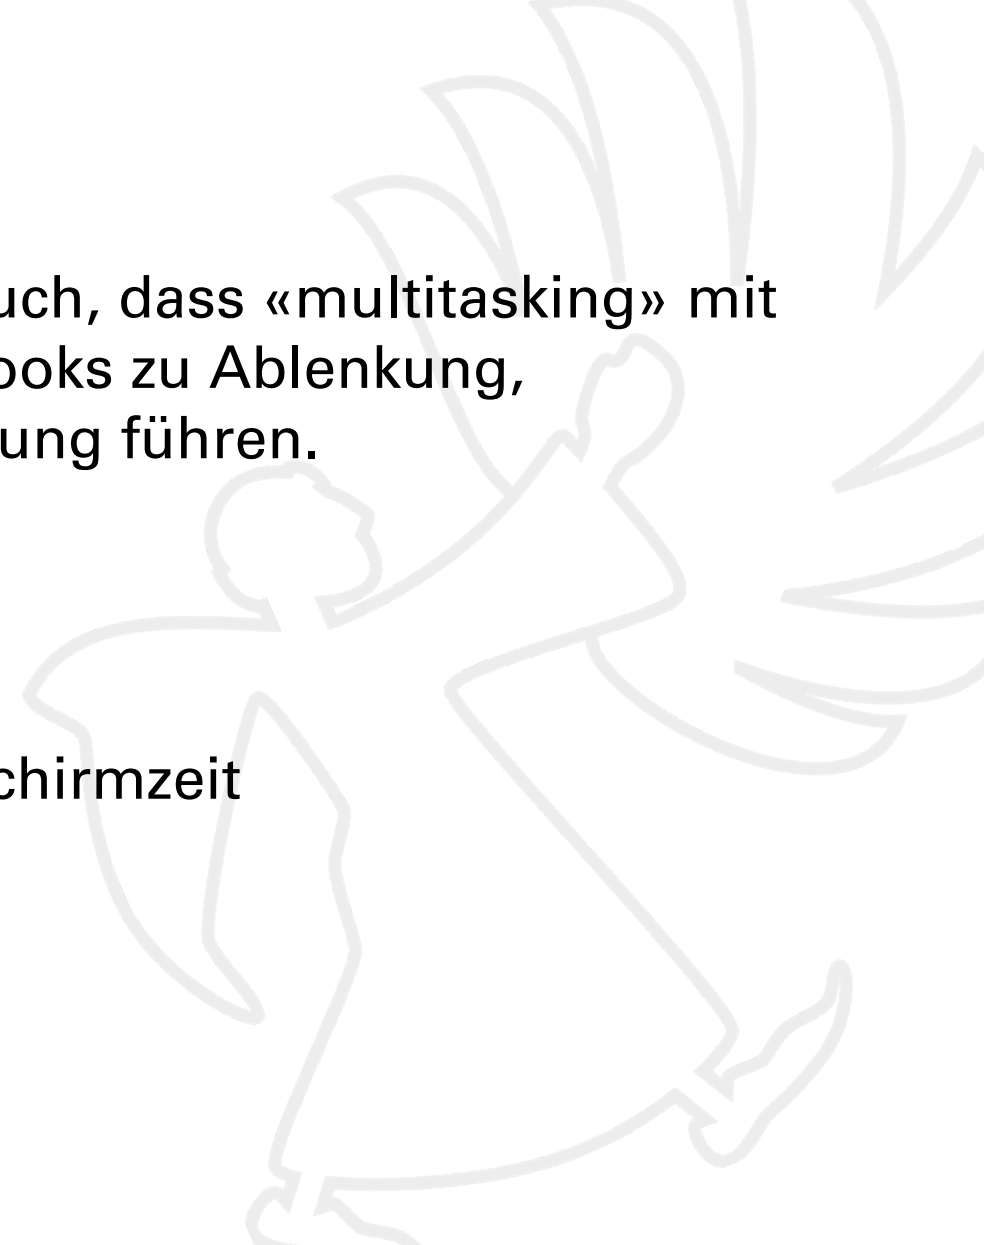 uch, dass «multitasking» mit
ooks zu Ablenkung,
ung führen.
chirmzeit